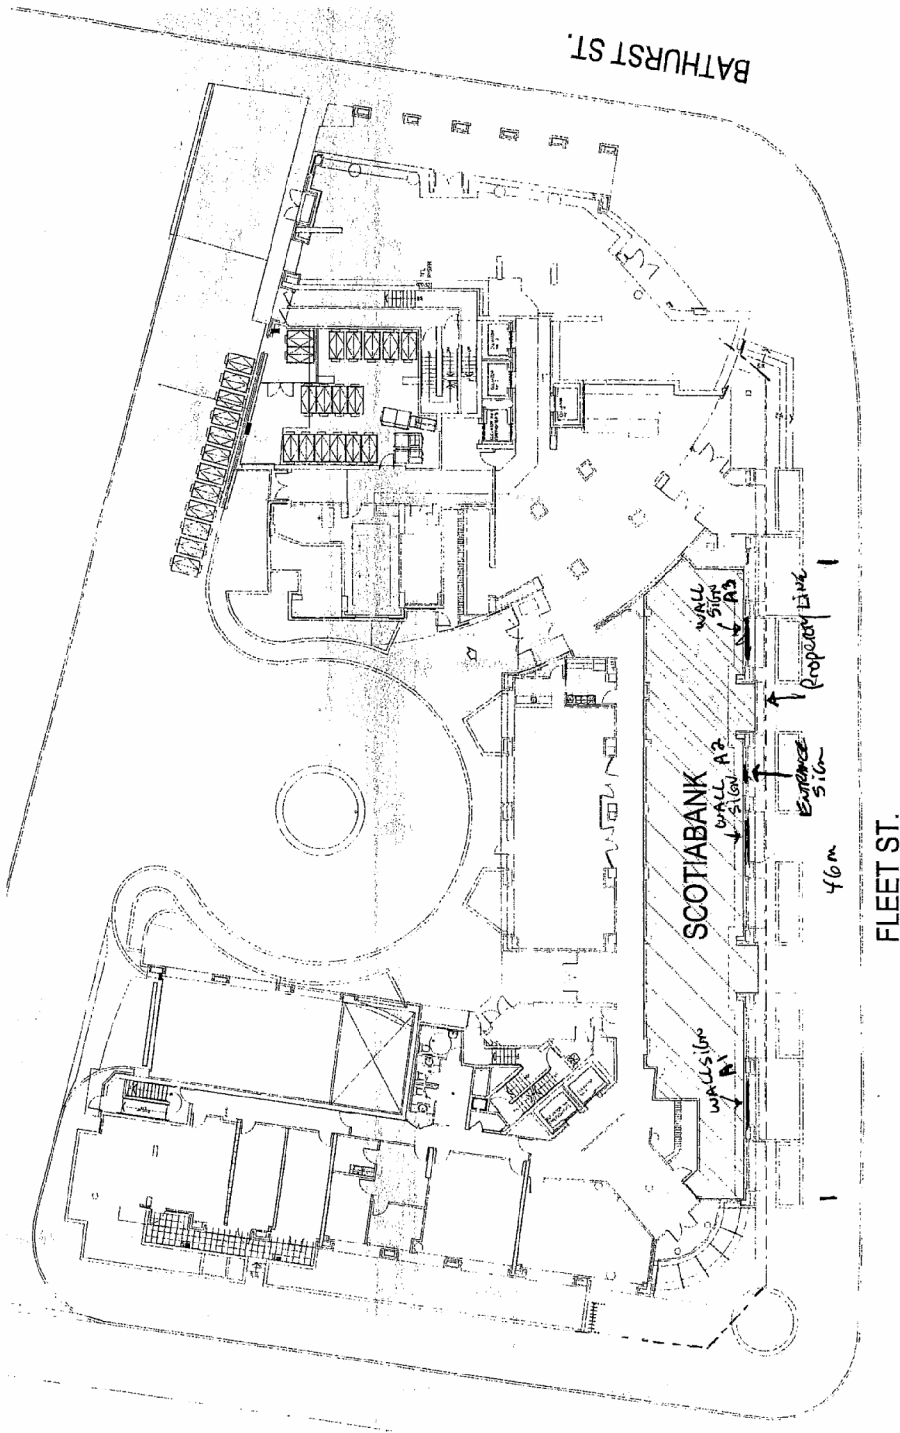 BATHURST ST.
WALL
SIGN
A3
Property Line
ENTRANCE
SIGN
WALL
SIGN A2
SCOTIABANK
46m
FLEET ST.
WALL SIGN
A1